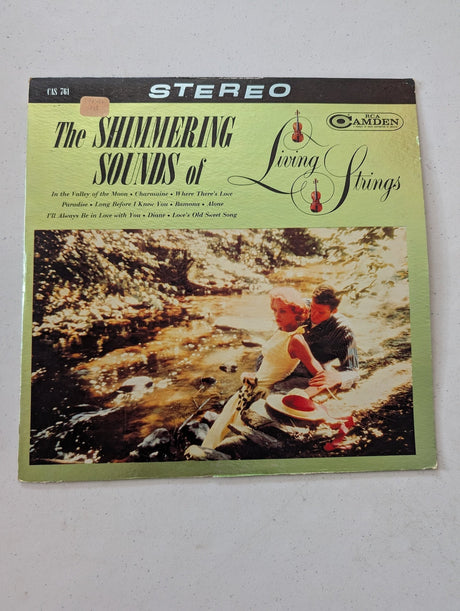 CAS 761
STEREO
RCA
CAMDEN
The SHIMMERING
SOUNDS of
Living
Strings
In the Valley of the Moon • Charmaine • Where There's Love
Paradise • Long Before I Knew You • Ramona • Alone
I'll Always Be in Love with You • Diane • Love's Old Sweet Song